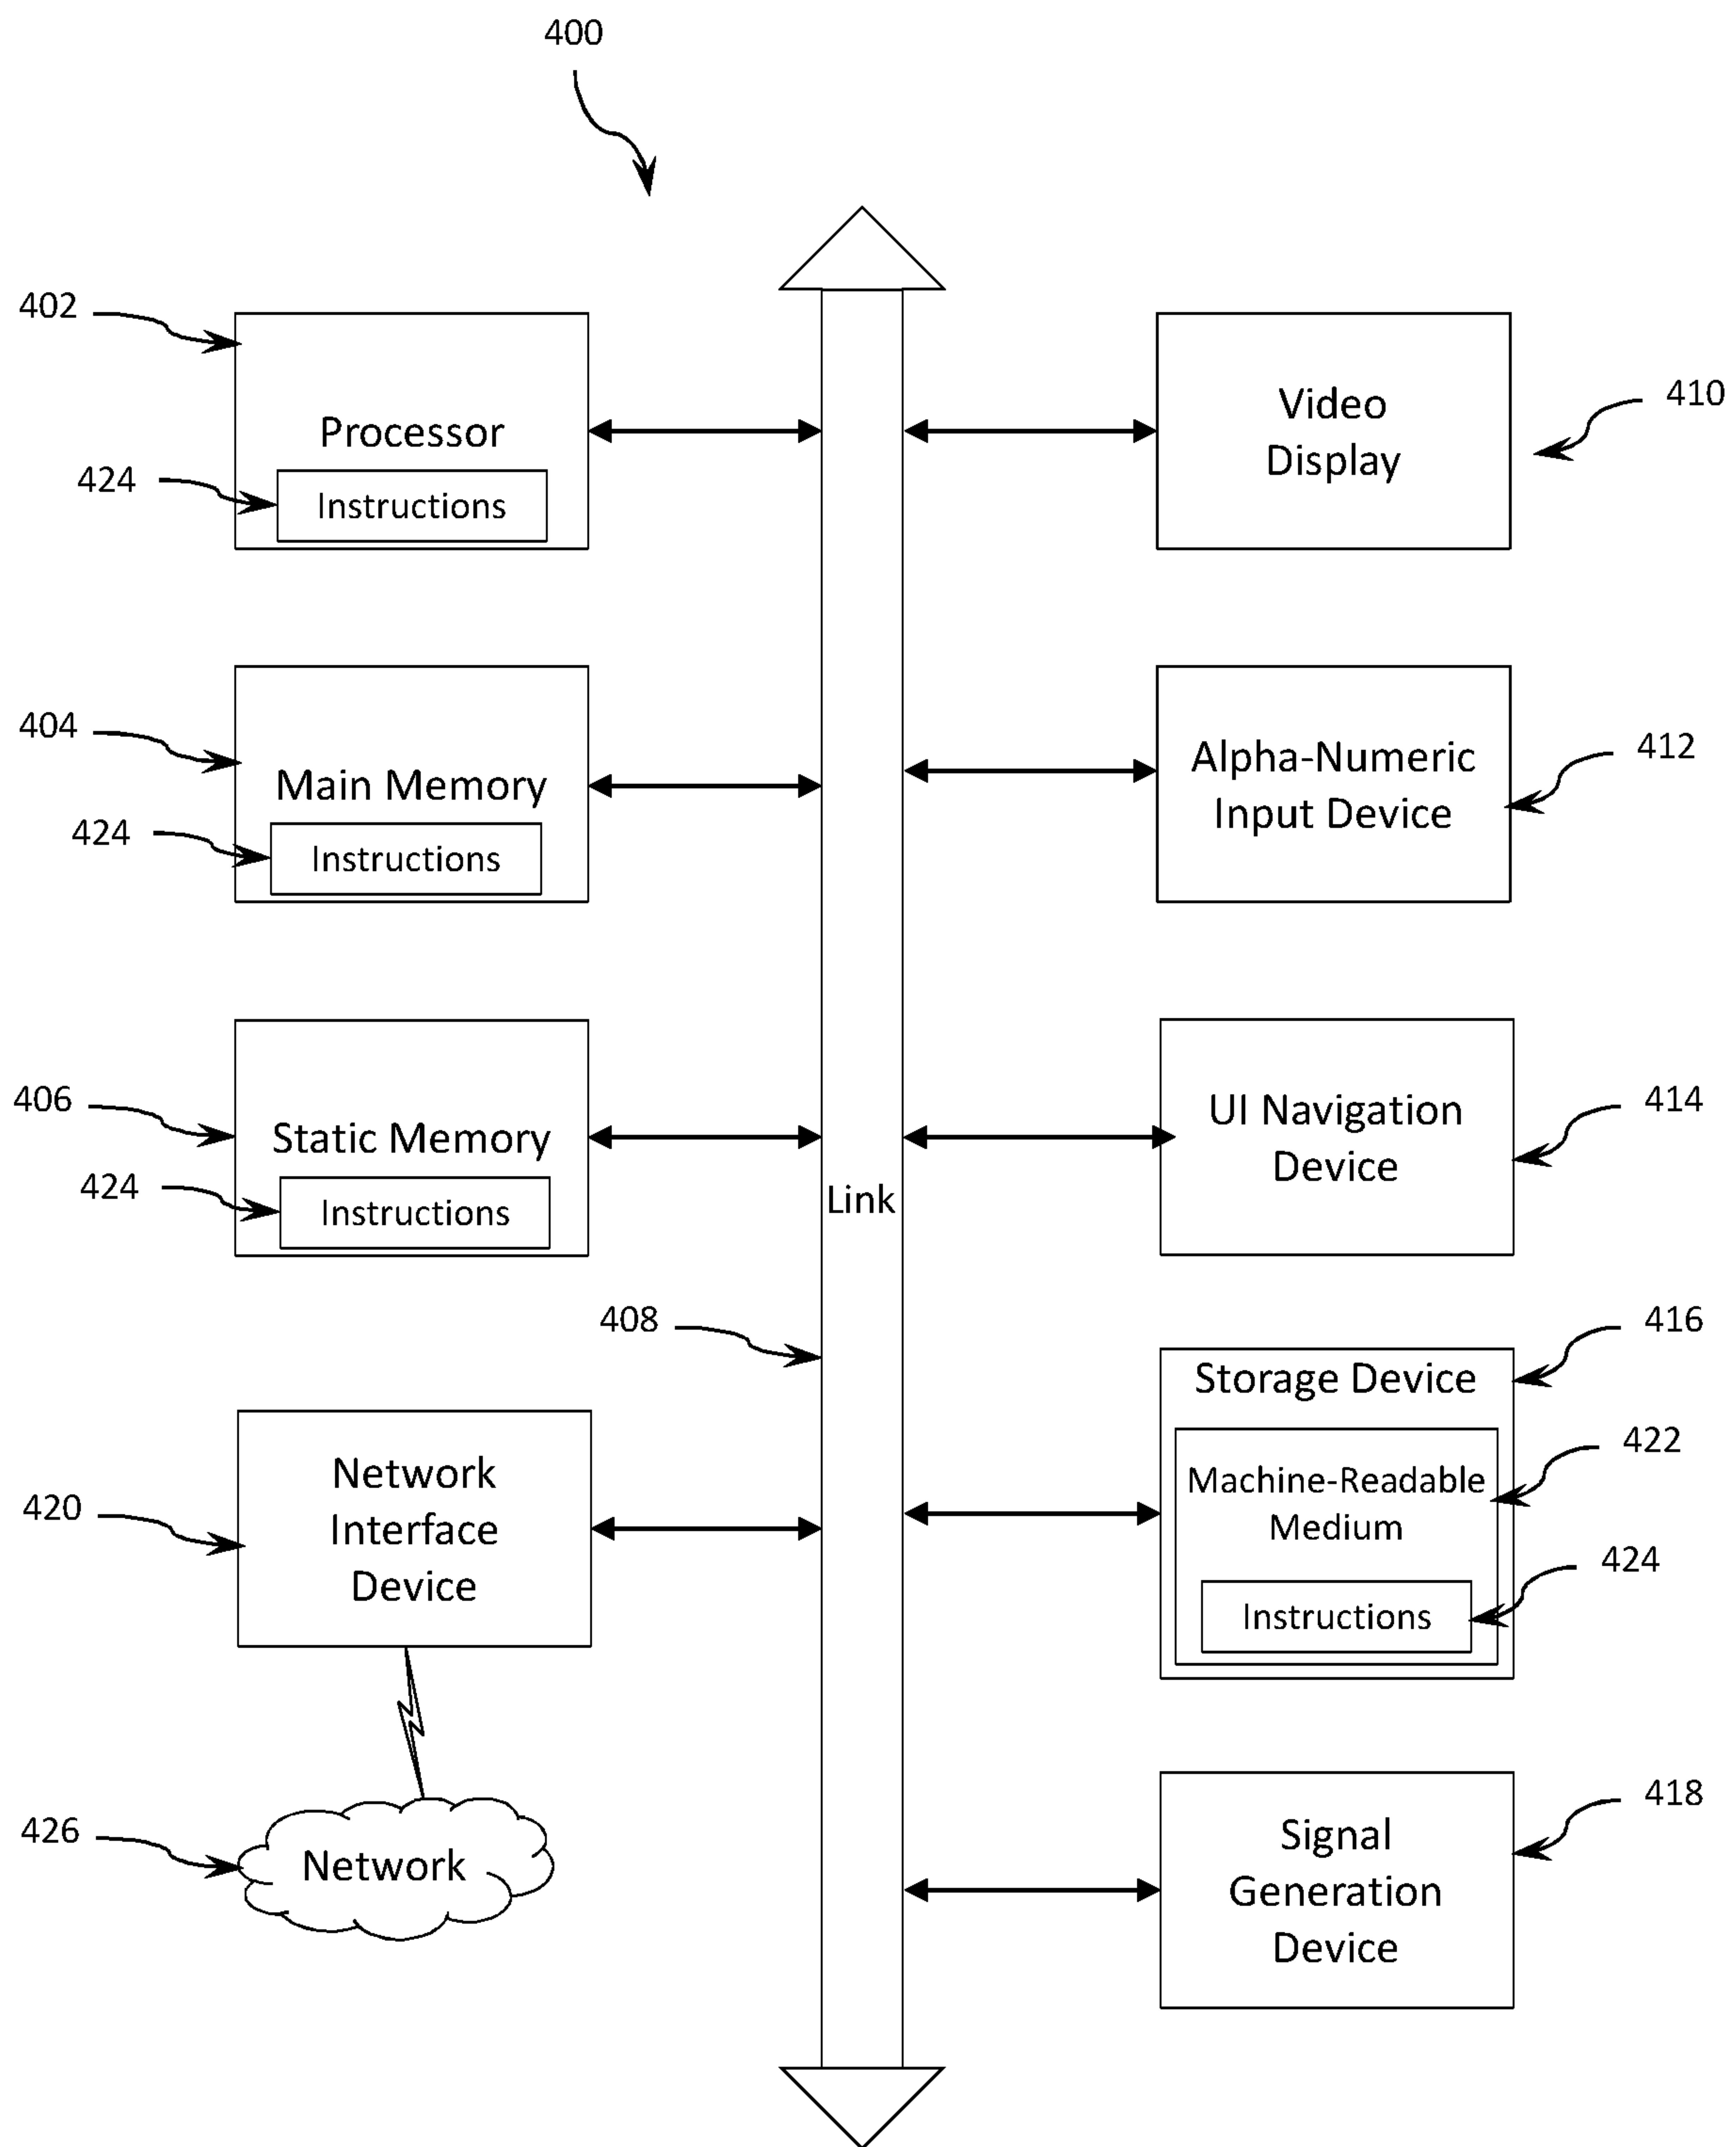 400
402
Processor
424
Instructions
404
Main Memory
424
Instructions
406
Static Memory
424
Instructions
Link
408
420
Network
Interface
Device
426
Network
Video
Display
410
Alpha-Numeric
Input Device
412
UI Navigation
Device
414
416
Storage Device
422
Machine-Readable
Medium
424
Instructions
418
Signal
Generation
Device